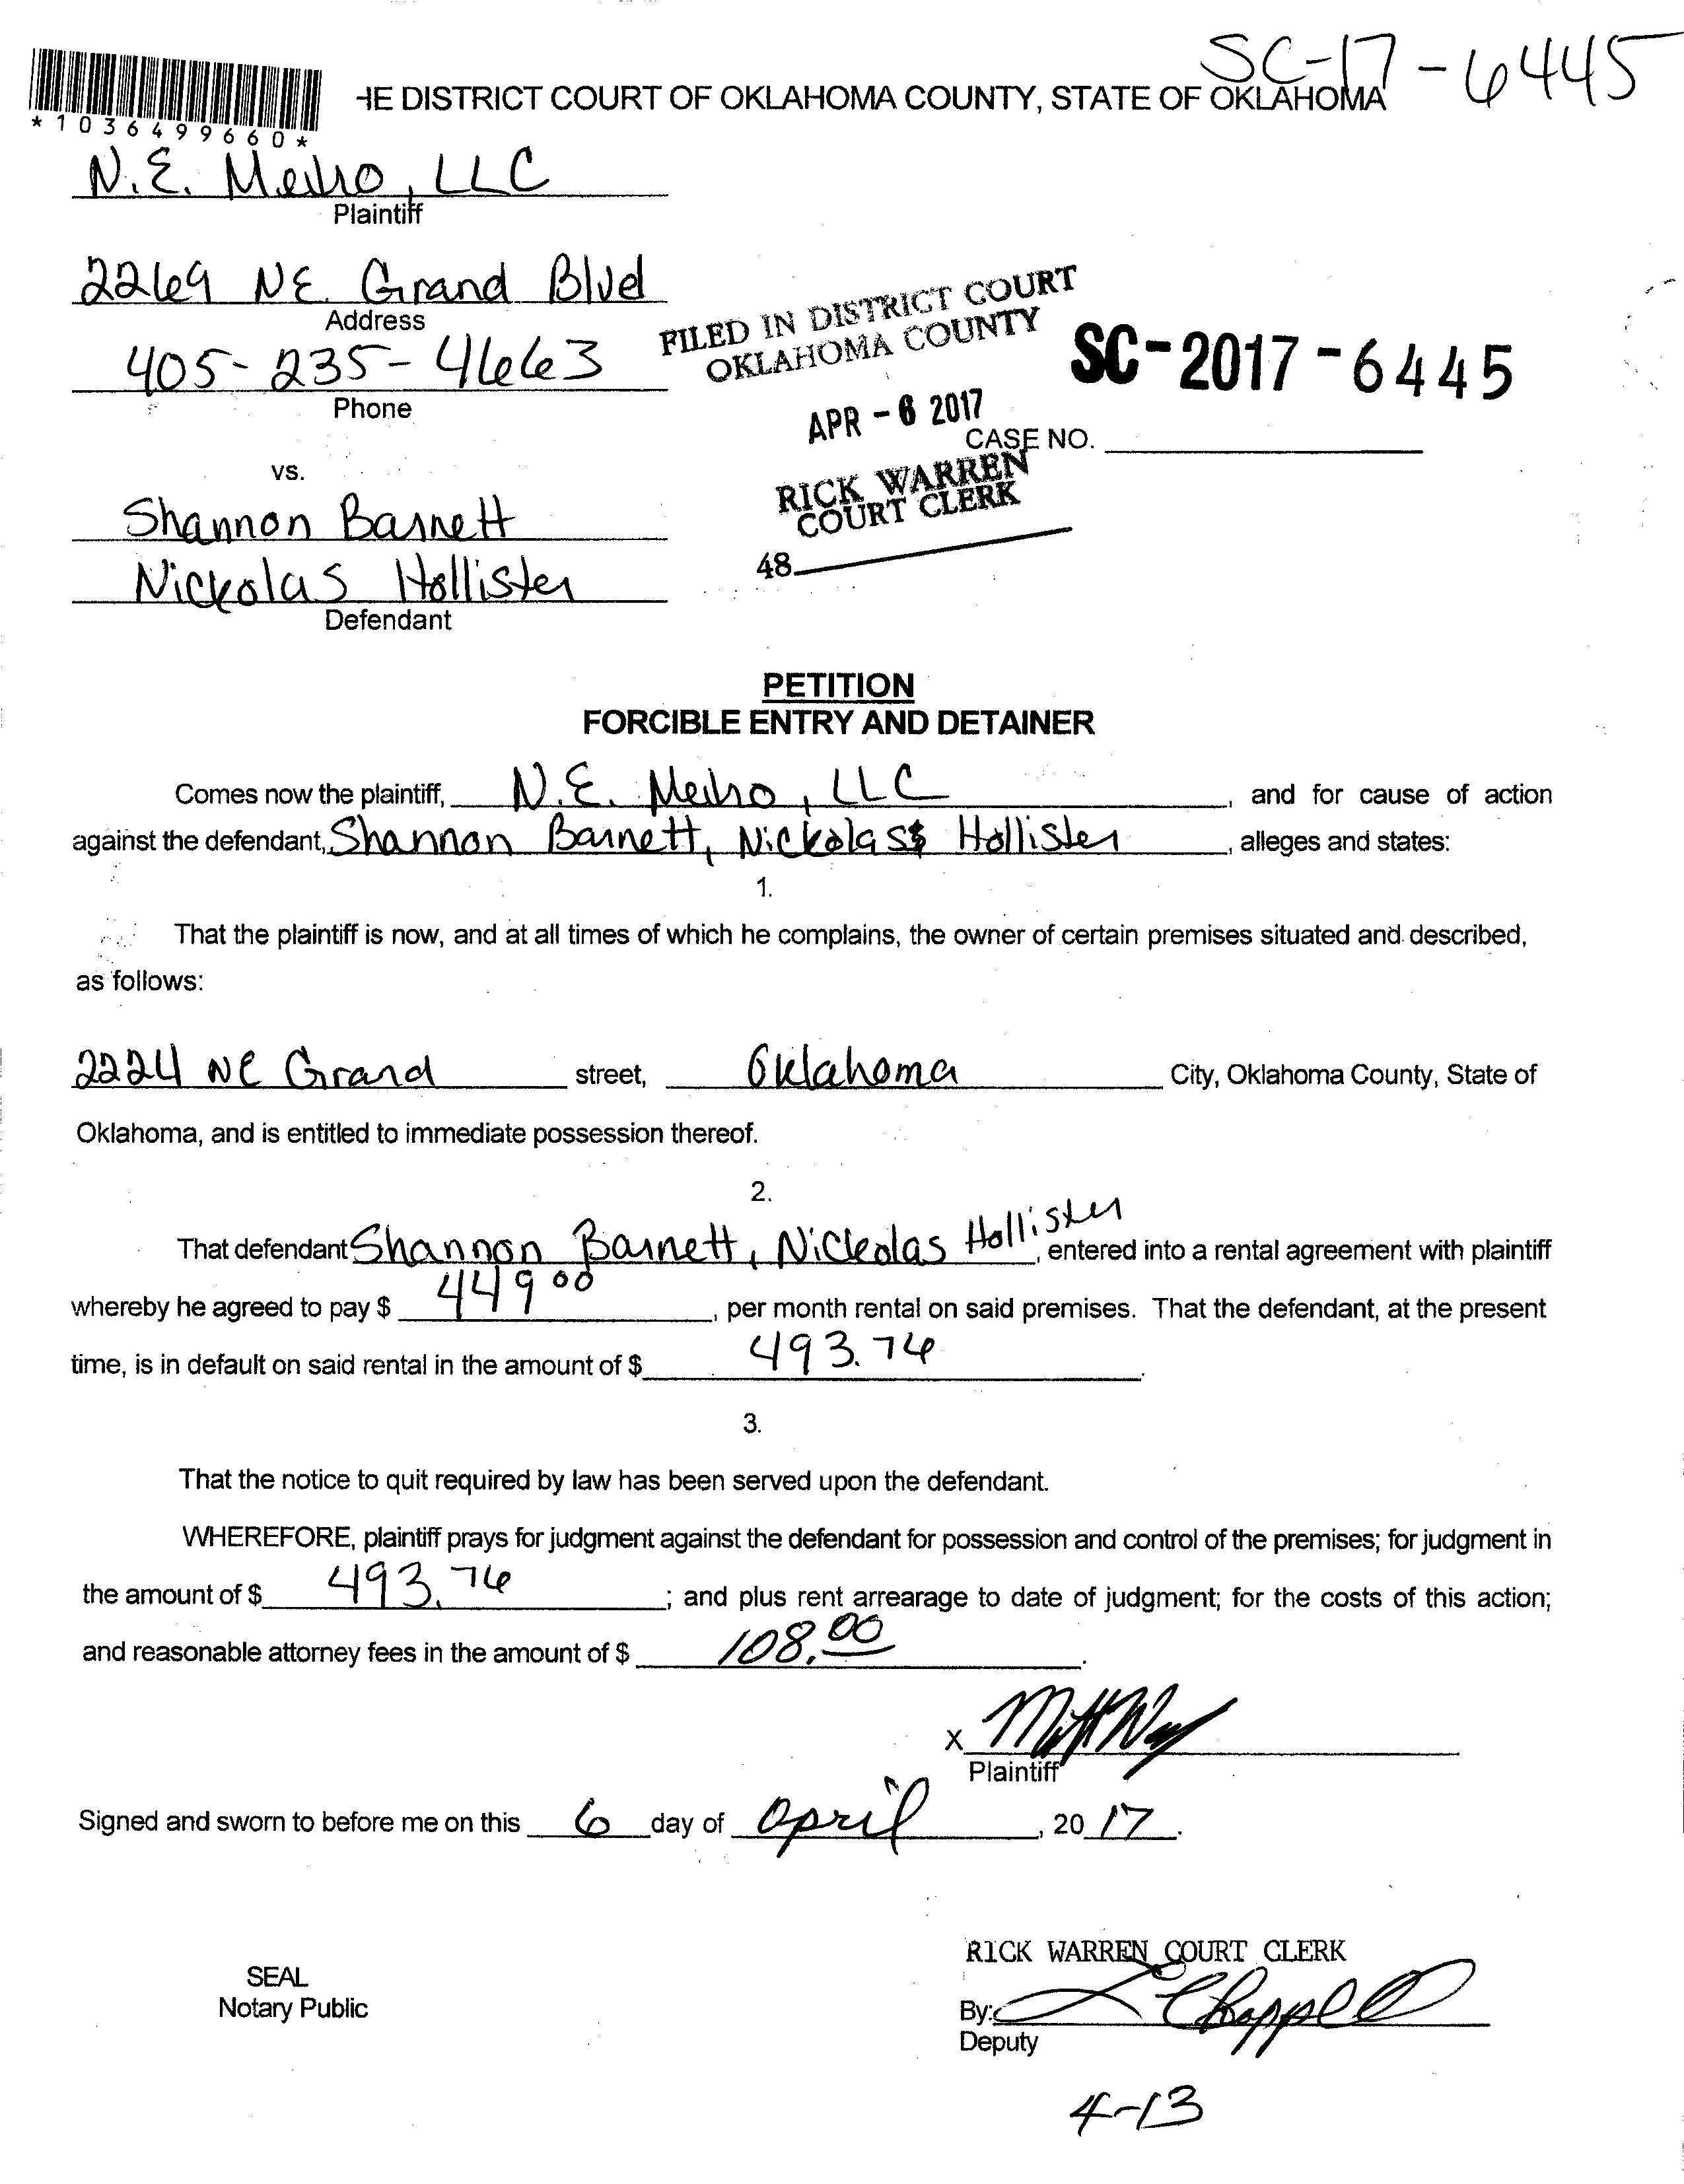 SC-17-6445
HE DISTRICT COURT OF OKLAHOMA COUNTY, STATE OF OKLAHOMA
*1036499660*
N.E. Metro, LLC
Plaintiff
2269 NE Grand Blvd
Address
405-235-4663
Phone
FILED IN DISTRICT COURT
OKLAHOMA COUNTY
SC-2017-6445
APR -6 2017
CASE NO.
RICK WARREN
COURT CLERK
48
vs.
Shannon Barnett
Nickolas Hollister
Defendant
PETITION
FORCIBLE ENTRY AND DETAINER
Comes now the plaintiff, N.E. Metro, LLC, and for cause of action
against the defendant, Shannon Barnett, Nickolas Hollister, alleges and states:
1.
That the plaintiff is now, and at all times of which he complains, the owner of certain premises situated and described,
as follows:
2224 NE Grand street, Oklahoma City, Oklahoma County, State of
Oklahoma, and is entitled to immediate possession thereof.
2.
That defendant Shannon Barnett, Nickolas Hollister, entered into a rental agreement with plaintiff
whereby he agreed to pay $ 449 00, per month rental on said premises. That the defendant, at the present
time, is in default on said rental in the amount of $ 493.76.
3.
That the notice to quit required by law has been served upon the defendant.
WHEREFORE, plaintiff prays for judgment against the defendant for possession and control of the premises; for judgment in
the amount of $ 493.76; and plus rent arrearage to date of judgment; for the costs of this action;
and reasonable attorney fees in the amount of $ 108.00.
X
Plaintiff
Signed and sworn to before me on this 6 day of April, 20 17.
RICK WARREN COURT CLERK
SEAL
Notary Public
By: L Chappell
Deputy
4-13